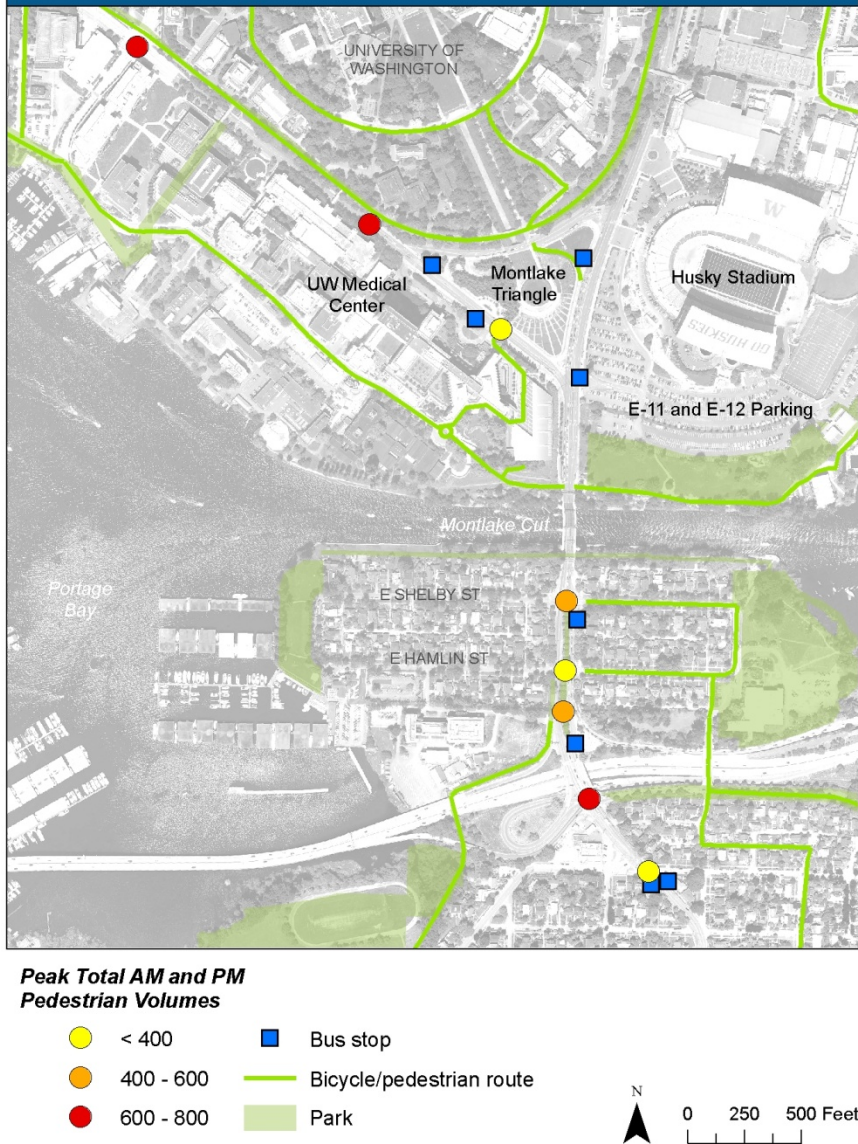 UNIVERSITY OF
WASHINGTON
W
Montlake
Triangle
UW Medical
Center
Husky Stadium
GO HUSKIES
E-11 and E-12 Parking
Montlake Cut
Portage
Bay
E SHELBY ST
E HAMLIN ST
Peak Total AM and PM
Pedestrian Volumes
< 400
400 - 600
600 - 800
Bus stop
Bicycle/pedestrian route
Park
N
0 250 500 Feet